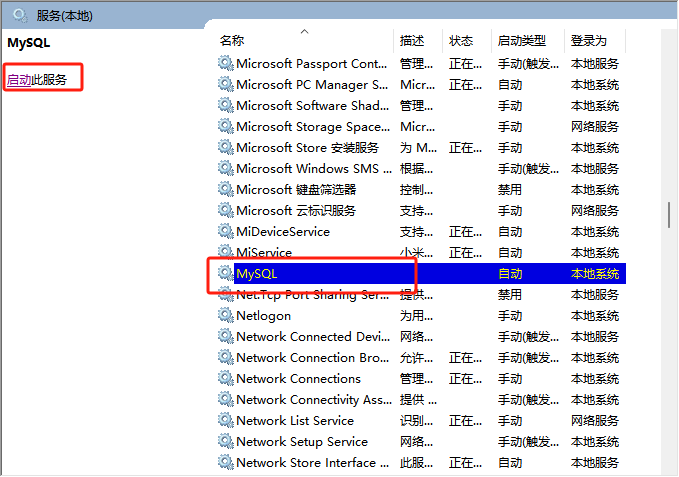 服务(本地)
MySQL
启动此服务
名称 描述 状态 启动类型 登录为
Microsoft Passport Cont... 管理... 正在... 手动(触发... 本地服务
Microsoft PC Manager S... Micr... 正在... 自动 本地系统
Microsoft Software Shad... 管理... 手动 本地系统
Microsoft Storage Space... Micr... 手动 网络服务
Microsoft Store 安装服务 为 M... 正在... 手动 本地系统
Microsoft Windows SMS ... 根据... 手动(触发... 本地系统
Microsoft 键盘筛选器 控制... 禁用 本地系统
Microsoft 云标识服务 支持... 手动 网络服务
MiDeviceService 支持... 正在... 自动 本地系统
MiService 小米... 正在... 自动 本地系统
MySQL 自动 本地系统
Net.Tcp Port Sharing Ser... 提供... 禁用 本地服务
Netlogon 为用... 手动 本地系统
Network Connected Devi... 网络... 手动(触发... 本地服务
Network Connection Bro... 允许... 正在... 手动(触发... 本地系统
Network Connections 管理... 正在... 手动 本地系统
Network Connectivity Ass... 提供 ... 手动(触发... 本地系统
Network List Service 识别... 正在... 手动 网络服务
Network Setup Service 网络... 手动(触发... 本地系统
Network Store Interface ... 此服... 正在... 自动 本地服务